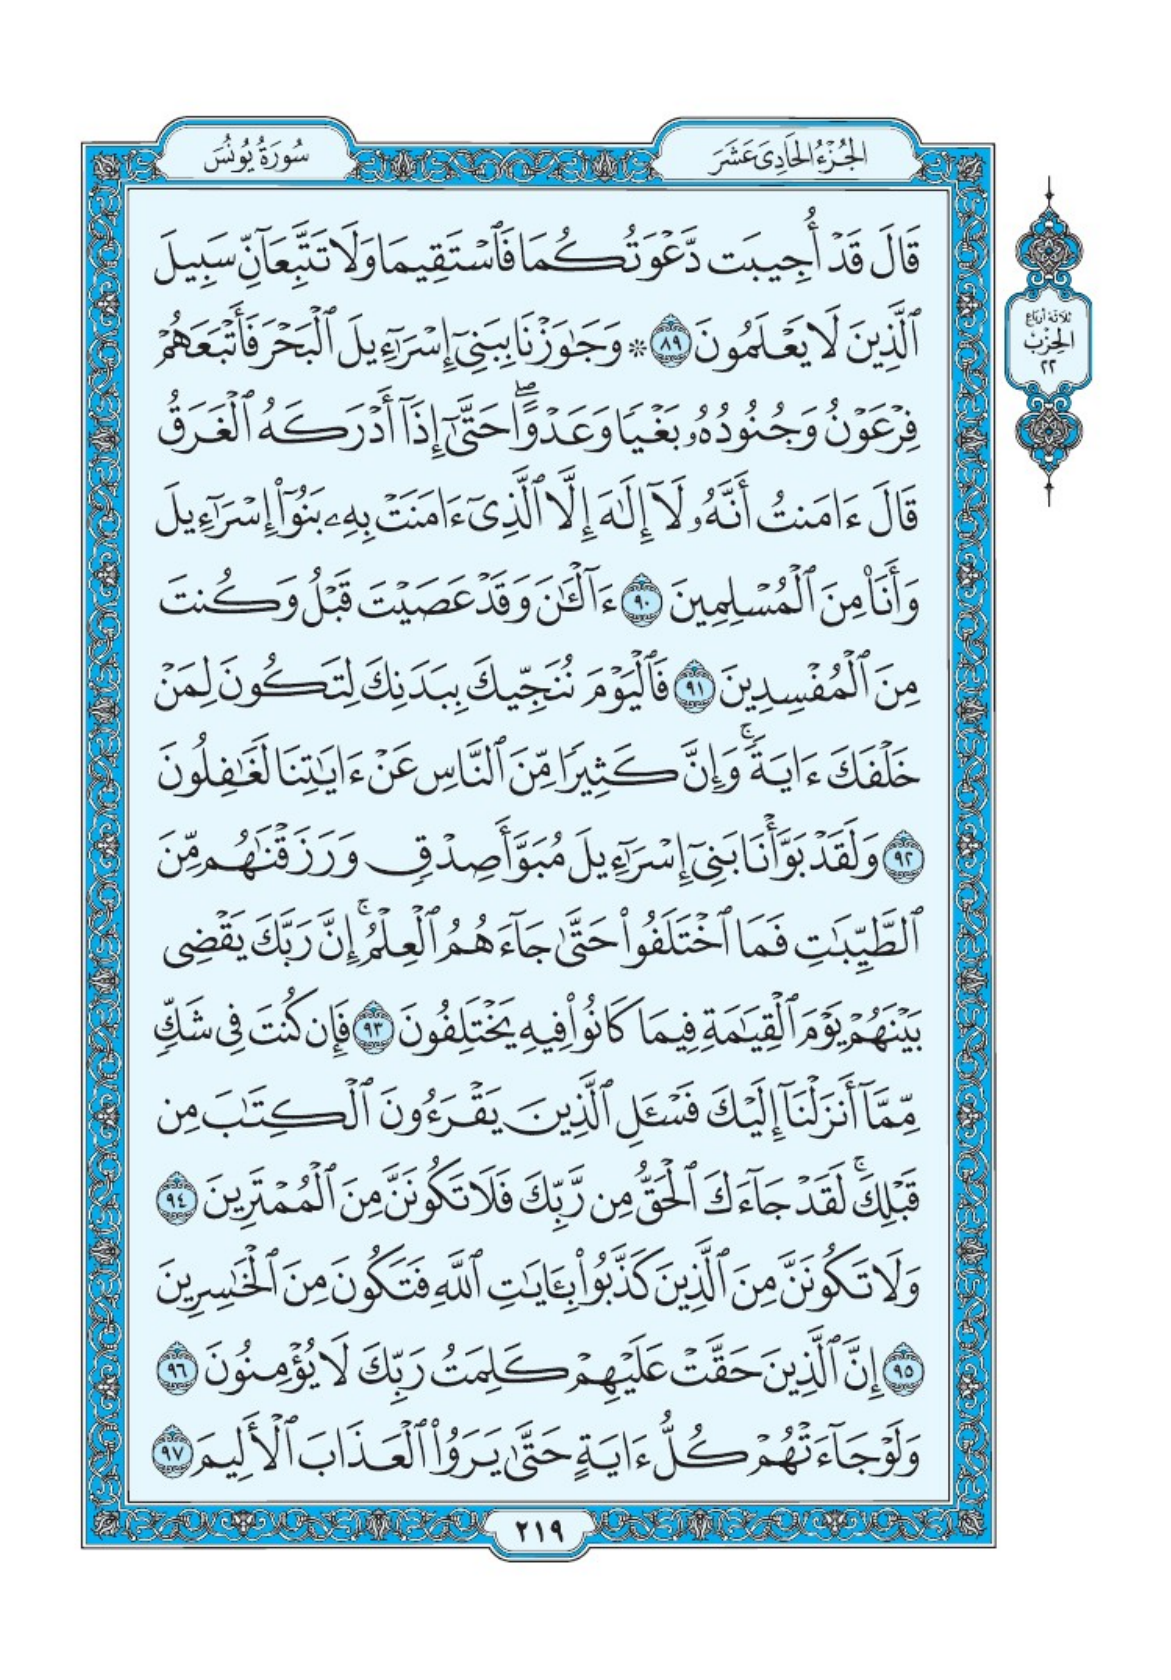 الجُزْءُ الحَادِيَ عَشَرَ
سُورَةُ يُونُسَ
قَالَ قَدْ أُجِيبَت دَّعْوَتُكُمَا فَٱسْتَقِيمَا وَلَا تَتَّبِعَآنِّ سَبِيلَ
ٱلَّذِينَ لَا يَعْلَمُونَ ٨٩ ۞ وَجَٰوَزْنَا بِبَنِىٓ إِسْرَٰٓءِيلَ ٱلْبَحْرَ فَأَتْبَعَهُمْ
فِرْعَوْنُ وَجُنُودُهُۥ بَغْيًا وَعَدْوًاۖ حَتَّىٰٓ إِذَآ أَدْرَكَهُ ٱلْغَرَقُ
قَالَ ءَامَنتُ أَنَّهُۥ لَآ إِلَٰهَ إِلَّا ٱلَّذِىٓ ءَامَنَتْ بِهِۦ بَنُوٓا۟ إِسْرَٰٓءِيلَ
وَأَنَا۠ مِنَ ٱلْمُسْلِمِينَ ٩٠ ءَآلْـَٰٔنَ وَقَدْ عَصَيْتَ قَبْلُ وَكُنتَ
مِنَ ٱلْمُفْسِدِينَ ٩١ فَٱلْيَوْمَ نُنَجِّيكَ بِبَدَنِكَ لِتَكُونَ لِمَنْ
خَلْفَكَ ءَايَةًۚ وَإِنَّ كَثِيرًا مِّنَ ٱلنَّاسِ عَنْ ءَايَٰتِنَا لَغَٰفِلُونَ
٩٢ وَلَقَدْ بَوَّأْنَا بَنِىٓ إِسْرَٰٓءِيلَ مُبَوَّأَ صِدْقٍ وَرَزَقْنَٰهُم مِّنَ
ٱلطَّيِّبَٰتِ فَمَا ٱخْتَلَفُوا۟ حَتَّىٰ جَآءَهُمُ ٱلْعِلْمُۚ إِنَّ رَبَّكَ يَقْضِى
بَيْنَهُمْ يَوْمَ ٱلْقِيَٰمَةِ فِيمَا كَانُوا۟ فِيهِ يَخْتَلِفُونَ ٩٣ فَإِن كُنتَ فِى شَكٍّ
مِّمَّآ أَنزَلْنَآ إِلَيْكَ فَسْـَٔلِ ٱلَّذِينَ يَقْرَءُونَ ٱلْكِتَٰبَ مِن
قَبْلِكَۚ لَقَدْ جَآءَكَ ٱلْحَقُّ مِن رَّبِّكَ فَلَا تَكُونَنَّ مِنَ ٱلْمُمْتَرِينَ ٩٤
وَلَا تَكُونَنَّ مِنَ ٱلَّذِينَ كَذَّبُوا۟ بِـَٔايَٰتِ ٱللَّهِ فَتَكُونَ مِنَ ٱلْخَٰسِرِينَ
٩٥ إِنَّ ٱلَّذِينَ حَقَّتْ عَلَيْهِمْ كَلِمَتُ رَبِّكَ لَا يُؤْمِنُونَ ٩٦
وَلَوْ جَآءَتْهُمْ كُلُّ ءَايَةٍ حَتَّىٰ يَرَوُا۟ ٱلْعَذَابَ ٱلْأَلِيمَ ٩٧
٢١٩
ثلاثة أرباع
الحِزْب
٢٢